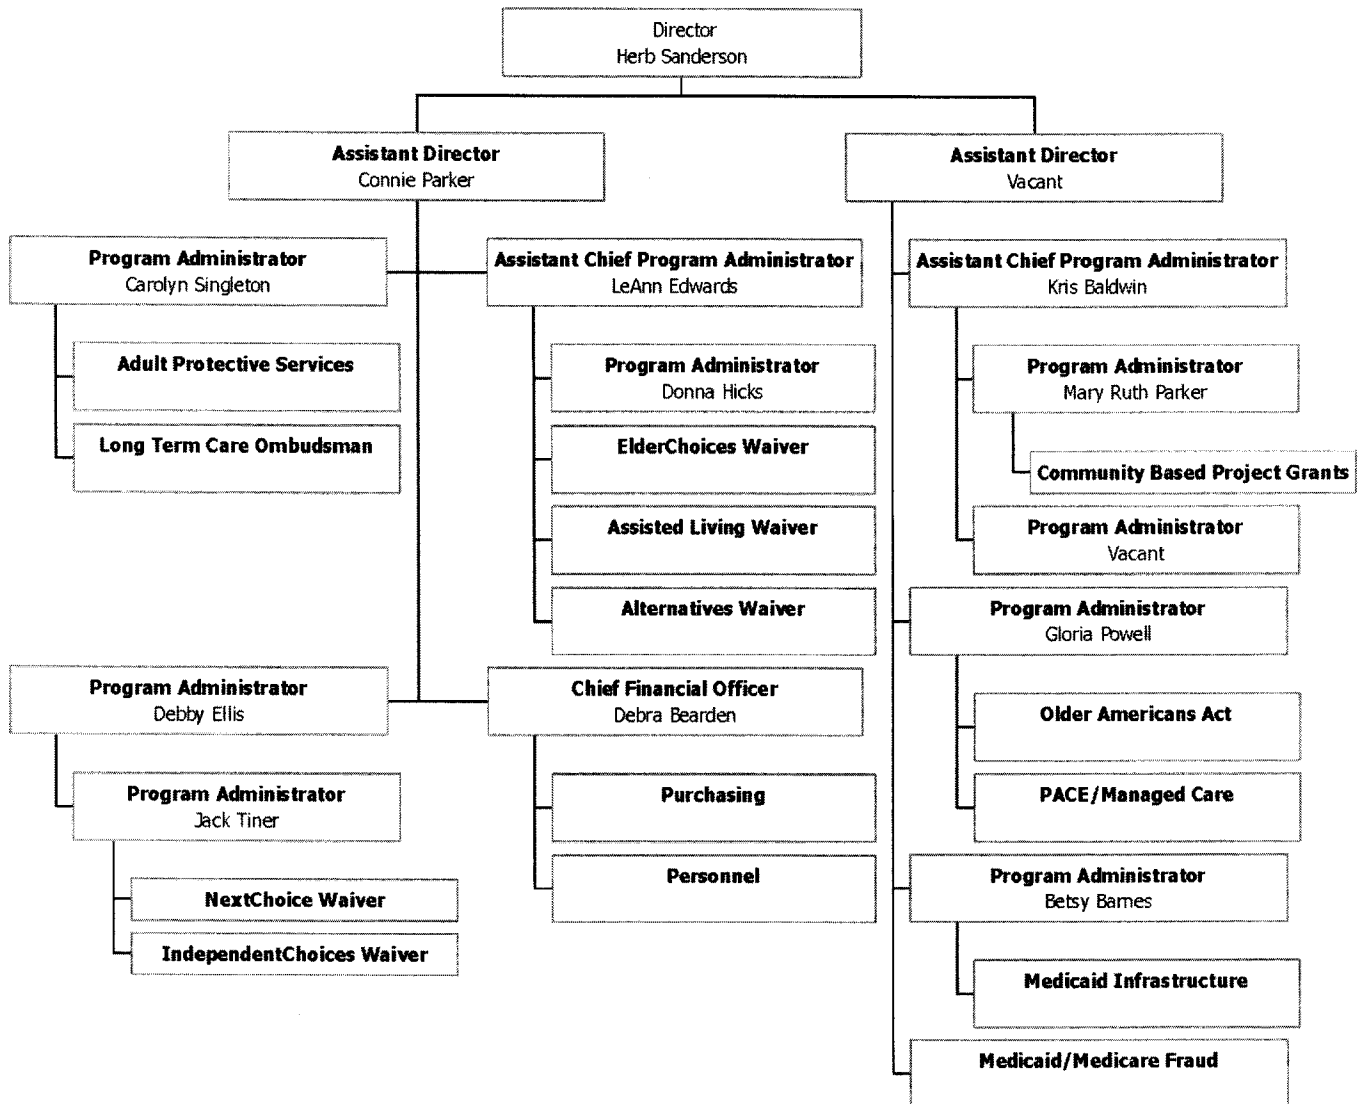 Director
Herb Sanderson
Assistant Director
Connie Parker
Assistant Director
Vacant
Program Administrator
Carolyn Singleton
Adult Protective Services
Long Term Care Ombudsman
Assistant Chief Program Administrator
LeAnn Edwards
Program Administrator
Donna Hicks
ElderChoices Waiver
Assisted Living Waiver
Alternatives Waiver
Program Administrator
Debby Ellis
Program Administrator
Jack Tiner
NextChoice Waiver
IndependentChoices Waiver
Chief Financial Officer
Debra Bearden
Purchasing
Personnel
Assistant Chief Program Administrator
Kris Baldwin
Program Administrator
Mary Ruth Parker
Community Based Project Grants
Program Administrator
Vacant
Program Administrator
Gloria Powell
Older Americans Act
PACE/Managed Care
Program Administrator
Betsy Barnes
Medicaid Infrastructure
Medicaid/Medicare Fraud